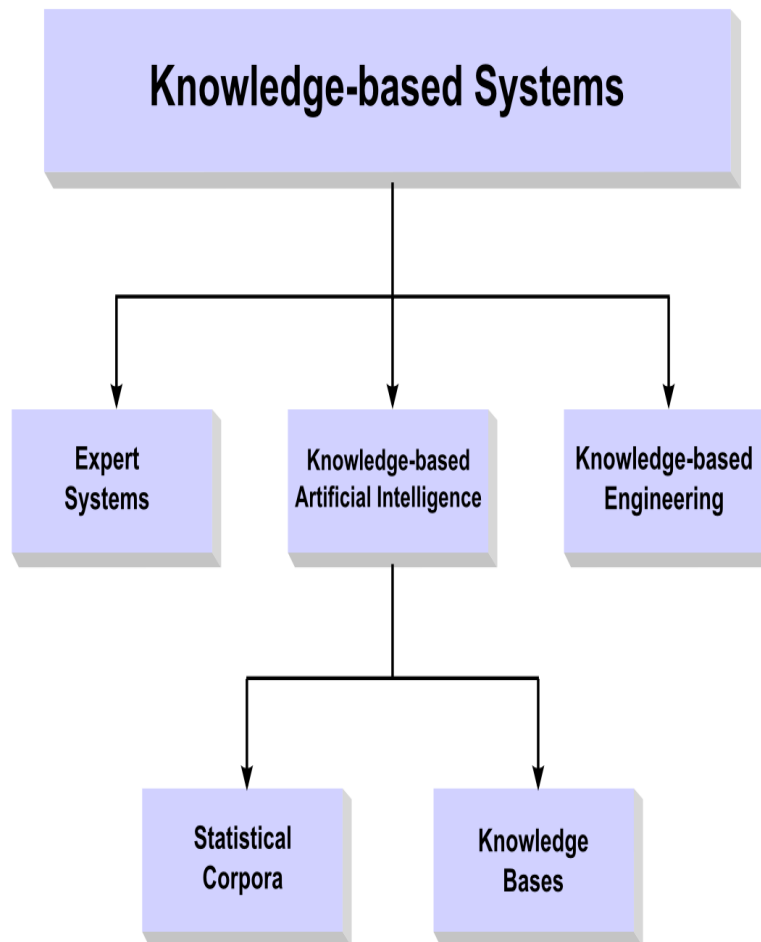 Knowledge-based Systems
Expert
Systems
Knowledge-based
Artificial Intelligence
Knowledge-based
Engineering
Statistical
Corpora
Knowledge
Bases